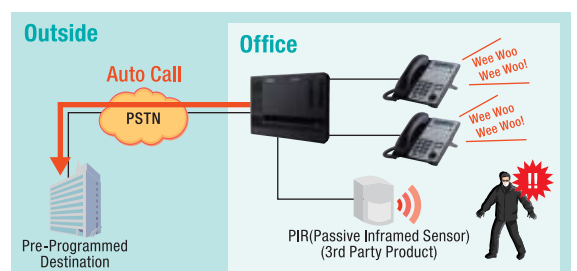 Outside
Office
Auto Call
PSTN
Wee Woo
Wee Woo!
Wee Woo
Wee Woo!
!!
Pre-Programmed
Destination
PIR(Passive Inframed Sensor)
(3rd Party Product)